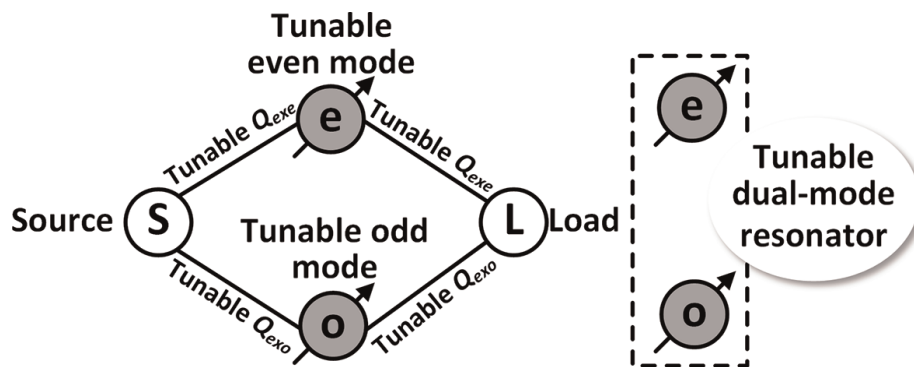 Tunable
even mode
e
Tunable Qexe
Tunable Qexe
Source
S
L
Load
Tunable odd
mode
o
Tunable Qexo
Tunable Qexo
e
Tunable
dual-mode
resonator
o